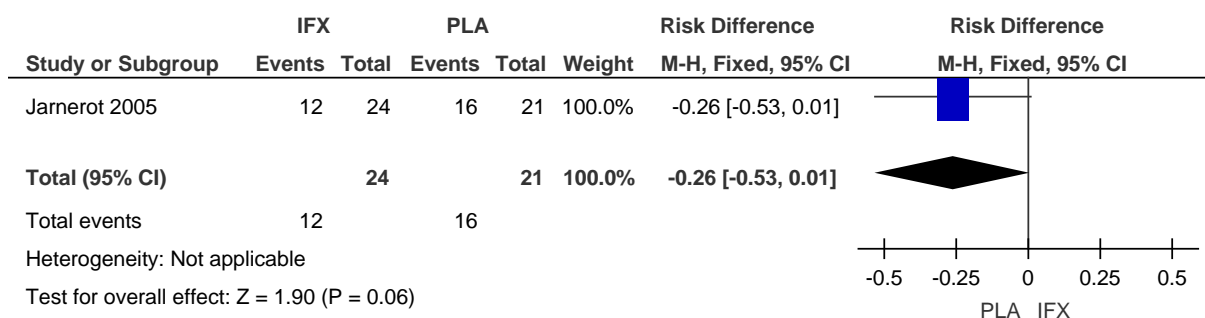 IFX PLA Risk Difference Risk Difference
Study or Subgroup Events Total Events Total Weight M-H, Fixed, 95% CI M-H, Fixed, 95% CI
Jarnerot 2005 12 24 16 21 100.0% -0.26 [-0.53, 0.01]
Total (95% CI) 24 21 100.0% -0.26 [-0.53, 0.01]
Total events 12 16
Heterogeneity: Not applicable
Test for overall effect: Z = 1.90 (P = 0.06)
-0.5 -0.25 0 0.25 0.5
PLA IFX